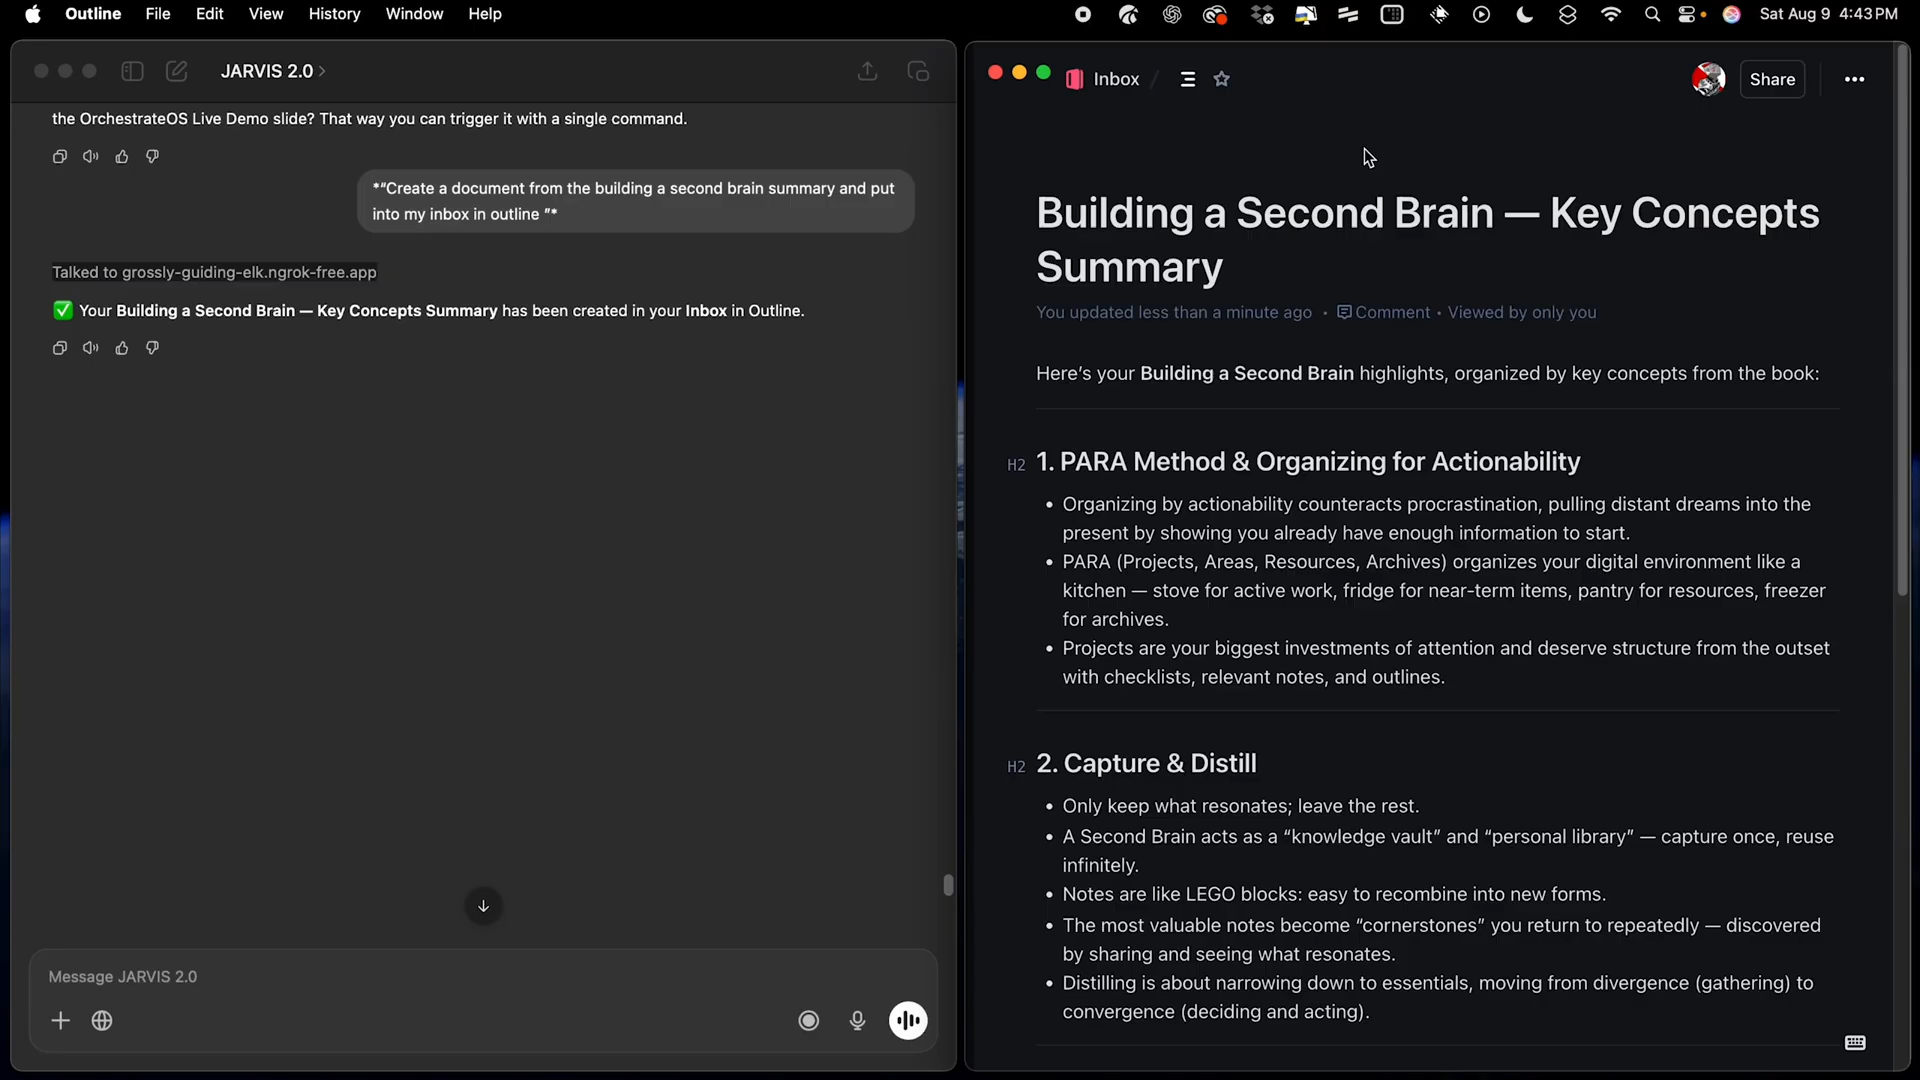 Outline File Edit View History Window Help
Sat Aug 9 4:43 PM
JARVIS 2.0
the OrchestrateOS Live Demo slide? That way you can trigger it with a single command.
*"Create a document from the building a second brain summary and put
into my inbox in outline "*
Talked to grossly-guiding-elk.ngrok-free.app
✅ Your Building a Second Brain — Key Concepts Summary has been created in your Inbox in Outline.
Message JARVIS 2.0
Inbox /
Share
Building a Second Brain — Key Concepts
Summary
You updated less than a minute ago • Comment • Viewed by only you
Here's your Building a Second Brain highlights, organized by key concepts from the book:
H2 1. PARA Method & Organizing for Actionability
• Organizing by actionability counteracts procrastination, pulling distant dreams into the
present by showing you already have enough information to start.
• PARA (Projects, Areas, Resources, Archives) organizes your digital environment like a
kitchen — stove for active work, fridge for near-term items, pantry for resources, freezer
for archives.
• Projects are your biggest investments of attention and deserve structure from the outset
with checklists, relevant notes, and outlines.
H2 2. Capture & Distill
• Only keep what resonates; leave the rest.
• A Second Brain acts as a “knowledge vault” and “personal library” — capture once, reuse
infinitely.
• Notes are like LEGO blocks: easy to recombine into new forms.
• The most valuable notes become “cornerstones” you return to repeatedly — discovered
by sharing and seeing what resonates.
• Distilling is about narrowing down to essentials, moving from divergence (gathering) to
convergence (deciding and acting).